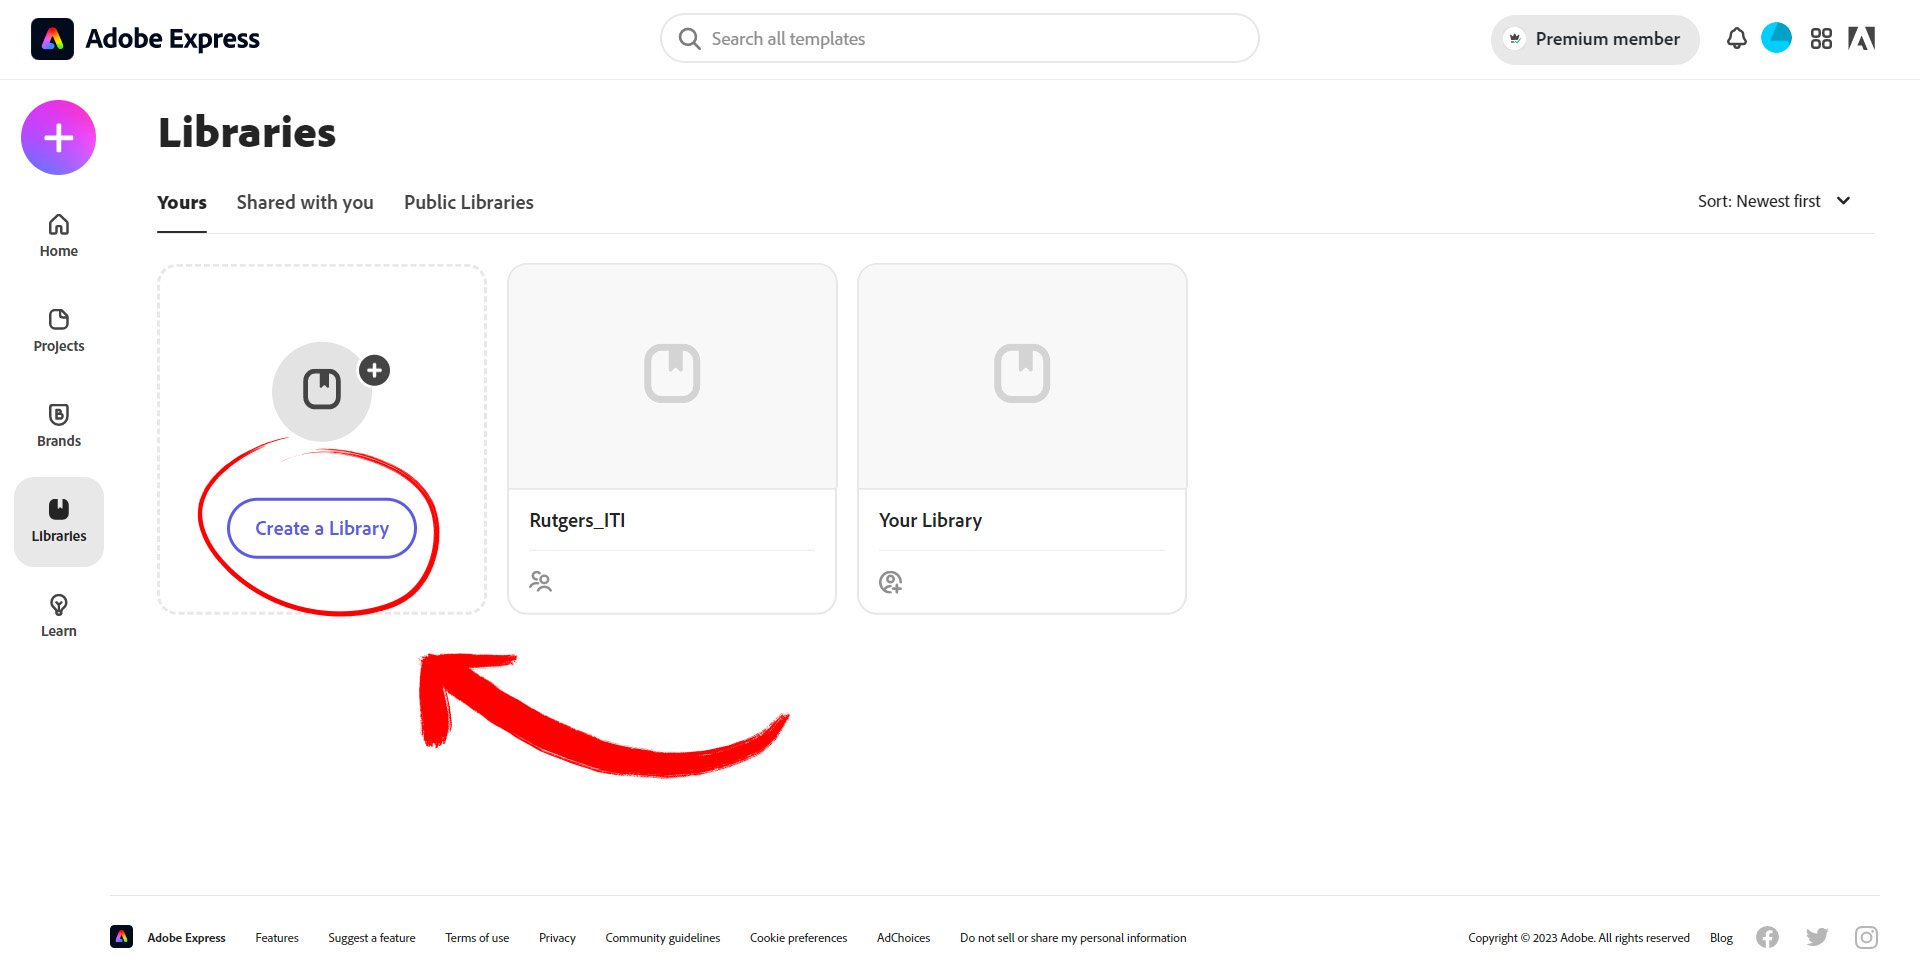 Adobe Express
Search all templates
Premium member
Libraries
Yours Shared with you Public Libraries
Sort: Newest first
Home
Projects
Brands
Libraries
Learn
Create a Library
Rutgers_ITI
Your Library
Adobe Express Features Suggest a feature Terms of use Privacy Community guidelines Cookie preferences AdChoices Do not sell or share my personal information
Copyright © 2023 Adobe. All rights reserved Blog